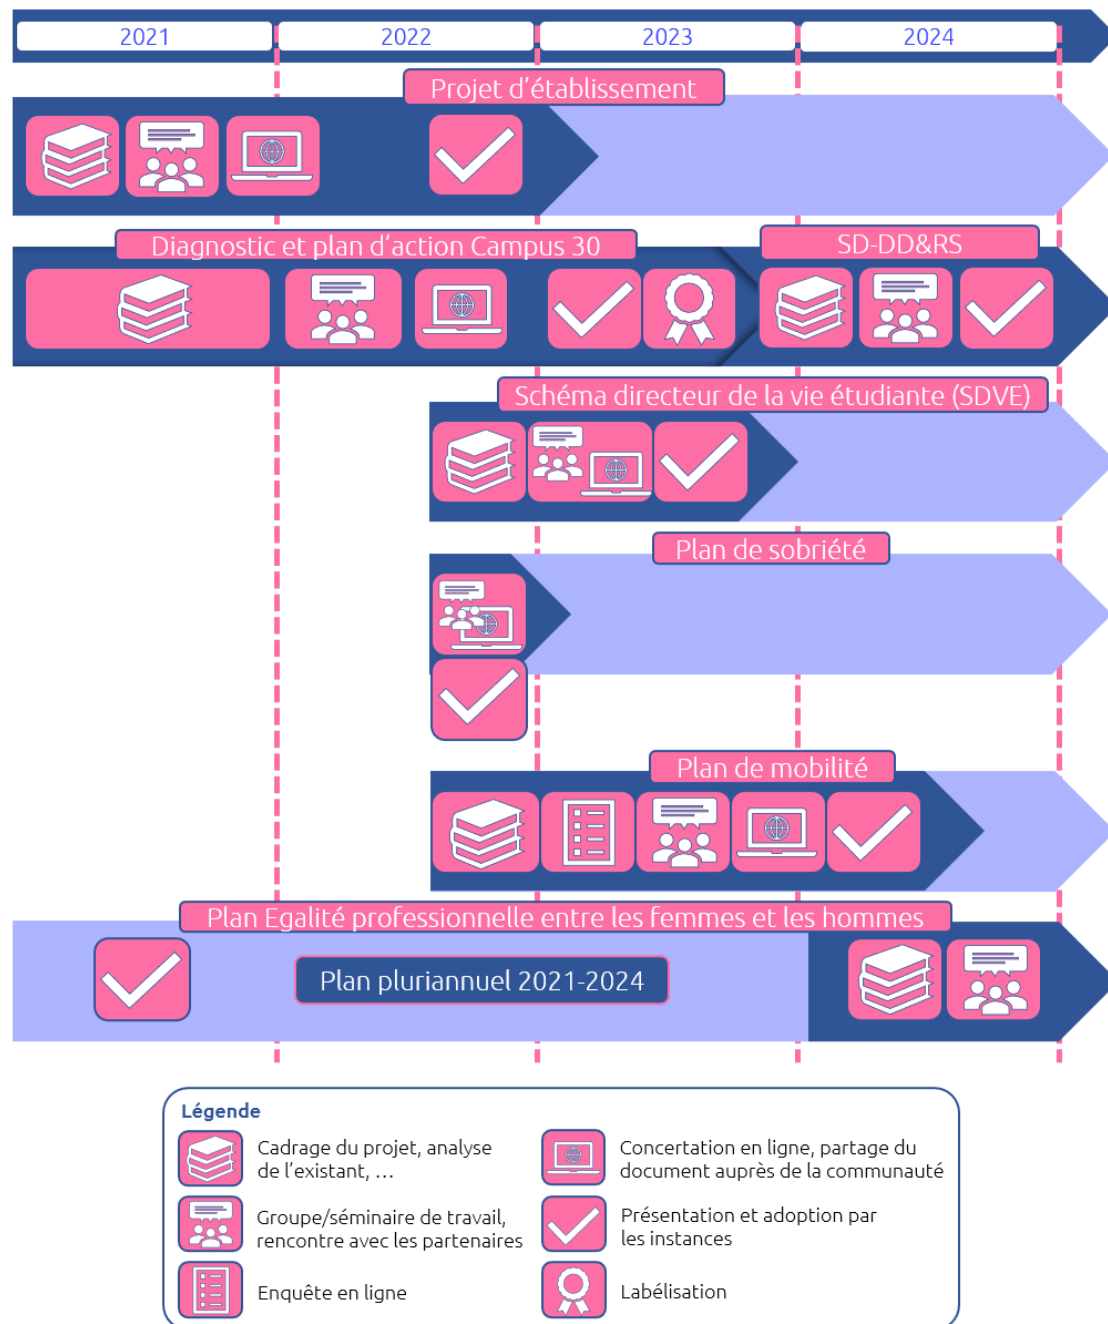 2021
2022
2023
2024
Projet d’établissement
Diagnostic et plan d’action Campus 30
SD-DD&RS
Schéma directeur de la vie étudiante (SDVE)
Plan de sobriété
Plan de mobilité
Plan Egalité professionnelle entre les femmes et les hommes
Plan pluriannuel 2021-2024
Légende
Cadrage du projet, analyse
de l’existant, …
Groupe/séminaire de travail,
rencontre avec les partenaires
Enquête en ligne
Concertation en ligne, partage du
document auprès de la communauté
Présentation et adoption par
les instances
Labélisation